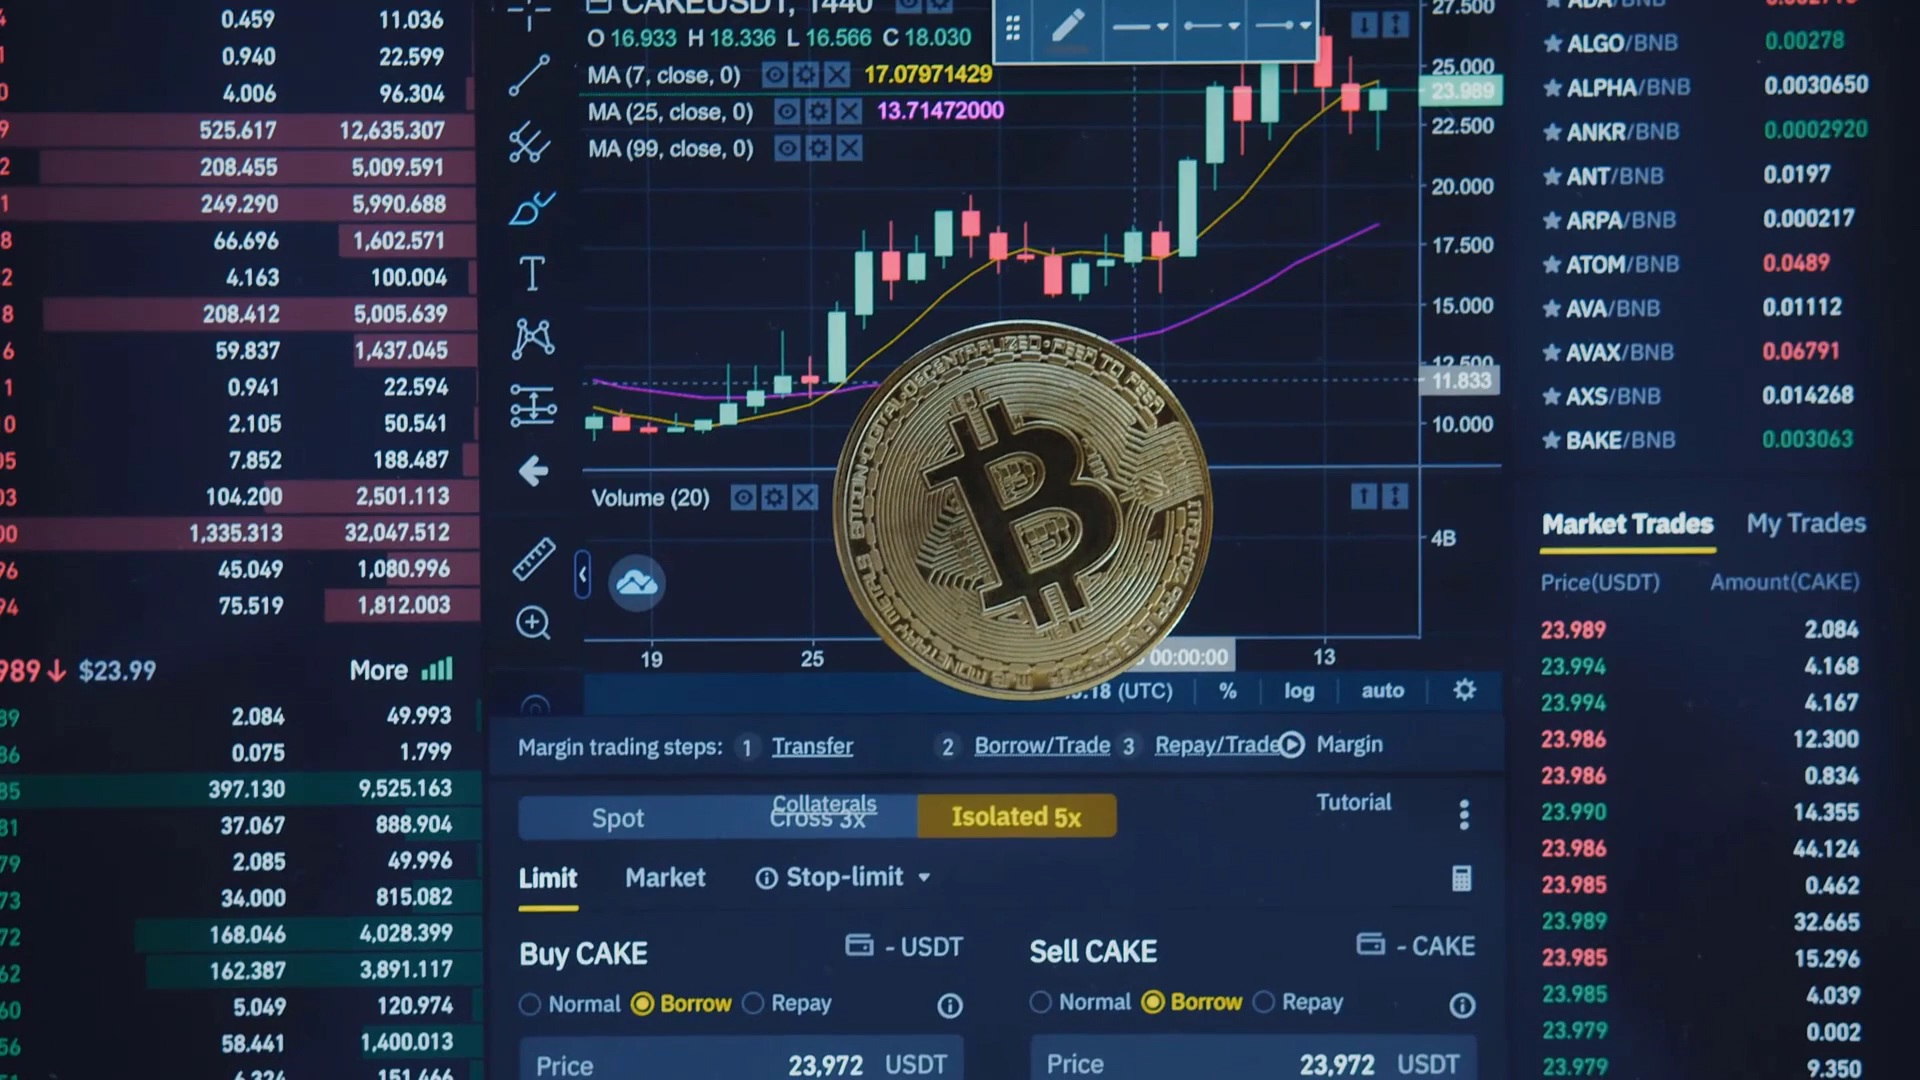 0.459 11.036
0.940 22.599
4.006 96.304
525.617 12,635.307
208.455 5,009.591
249.290 5,990.688
66.696 1,602.571
4.163 100.004
208.412 5,005.639
59.837 1,437.045
0.941 22.594
2.105 50.541
7.852 188.487
104.200 2,501.113
1,335.313 32,047.512
45.049 1,080.996
75.519 1,812.003
989↓ $23.99 More
2.084 49.993
0.075 1.799
397.130 9,525.163
37.067 888.904
2.085 49.996
34.000 815.082
168.046 4,028.399
162.387 3,891.117
5.049 120.974
58.441 1,400.013
6.324 151.466
CAKEUSDT, 1440
O 16.933 H 18.336 L 16.566 C 18.030
MA (7, close, 0) 17.07971429
MA (25, close, 0) 13.71472000
MA (99, close, 0)
27.500
25.000
23.989
22.500
20.000
17.500
15.000
12.500
11.833
10.000
Volume (20)
4B
BITCOIN·DIGITAL·DECENTRALIZED·PEER TO PEER
19 25 00:00:00 13
18 (UTC) % log auto
Margin trading steps: 1 Transfer 2 Borrow/Trade 3 Repay/Trade Margin
Collaterals Tutorial
Spot Cross 3x Isolated 5x
Limit Market Stop-limit
Buy CAKE - USDT
Normal Borrow Repay
Price 23,972 USDT
Sell CAKE - CAKE
Normal Borrow Repay
Price 23,972 USDT
ADA/BNB
ALGO/BNB 0.00278
ALPHA/BNB 0.0030650
ANKR/BNB 0.0002920
ANT/BNB 0.0197
ARPA/BNB 0.000217
ATOM/BNB 0.0489
AVA/BNB 0.01112
AVAX/BNB 0.06791
AXS/BNB 0.014268
BAKE/BNB 0.003063
Market Trades My Trades
Price(USDT) Amount(CAKE)
23.989 2.084
23.994 4.168
23.994 4.167
23.986 12.300
23.986 0.834
23.990 14.355
23.986 44.124
23.985 0.462
23.989 32.665
23.985 15.296
23.985 4.039
23.979 0.002
23.979 9.350